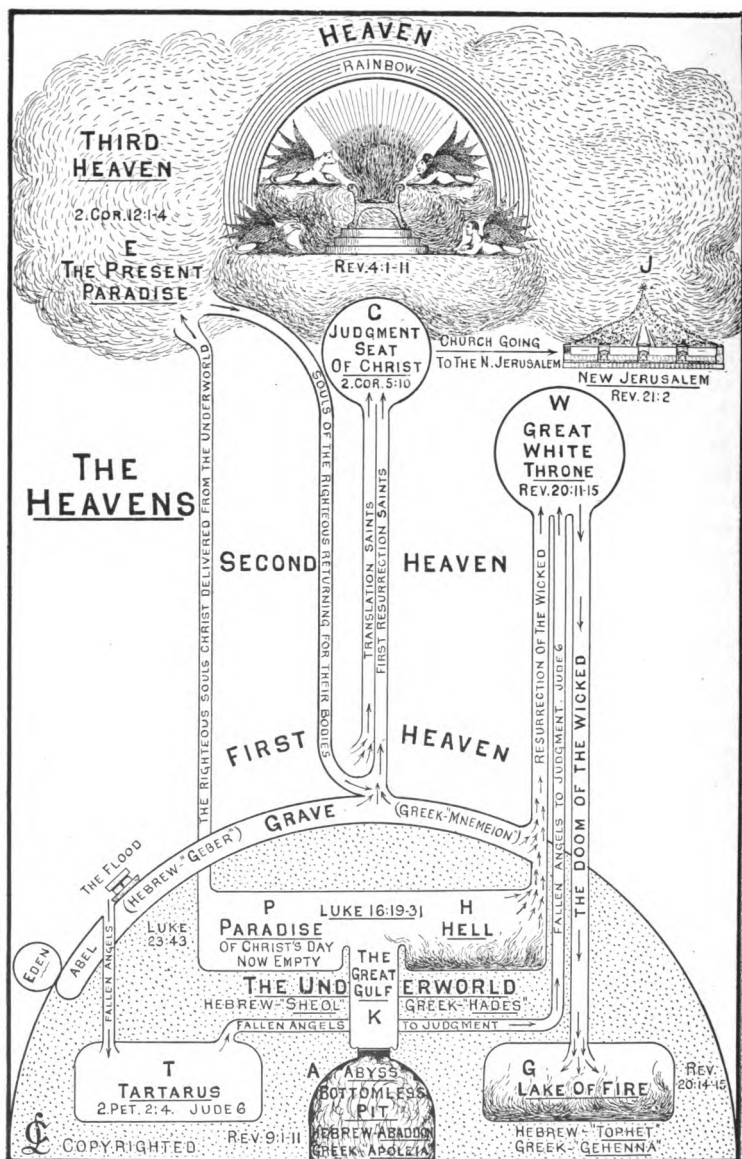 HEAVEN
RAINBOW
THIRD
HEAVEN
2.COR.12:1-4
E
THE PRESENT
PARADISE
REV.4:1-11
J
C
JUDGMENT
SEAT
OF CHRIST
2.COR.5:10
CHURCH GOING
TO THE N.JERUSALEM
NEW JERUSALEM
REV.21:2
W
GREAT
WHITE
THRONE
REV.20:11-15
THE
HEAVENS
THE RIGHTEOUS SOULS CHRIST DELIVERED FROM THE UNDERWORLD
SOULS OF THE RIGHTEOUS RETURNING FOR THEIR BODIES
TRANSLATION SAINTS
FIRST RESURRECTION SAINTS
SECOND HEAVEN
FIRST HEAVEN
RESURRECTION OF THE WICKED
FALLEN ANGELS TO JUDGMENT. JUDE 6
THE DOOM OF THE WICKED
GRAVE
(HEBREW-"GEBER")
(GREEK-"MNEMEION")
THE FLOOD
EDEN
ABEL
FALLEN ANGELS
LUKE
23:43
P
PARADISE
OF CHRIST'S DAY
NOW EMPTY
LUKE 16:19-31
H
HELL
THE
GREAT
GULF
K
THE UNDERWORLD
HEBREW-"SHEOL" GREEK-"HADES"
FALLEN ANGELS TO JUDGMENT
T
TARTARUS
2.PET.2:4. JUDE 6
A ABYSS
BOTTOMLESS
PIT
HEBREW-ABADDON
GREEK-"APOLEIA"
REV.9:1-11
G
LAKE OF FIRE
REV.
20:14-15
HEBREW-"TOPHET"
GREEK-"GEHENNA"
CL COPYRIGHTED